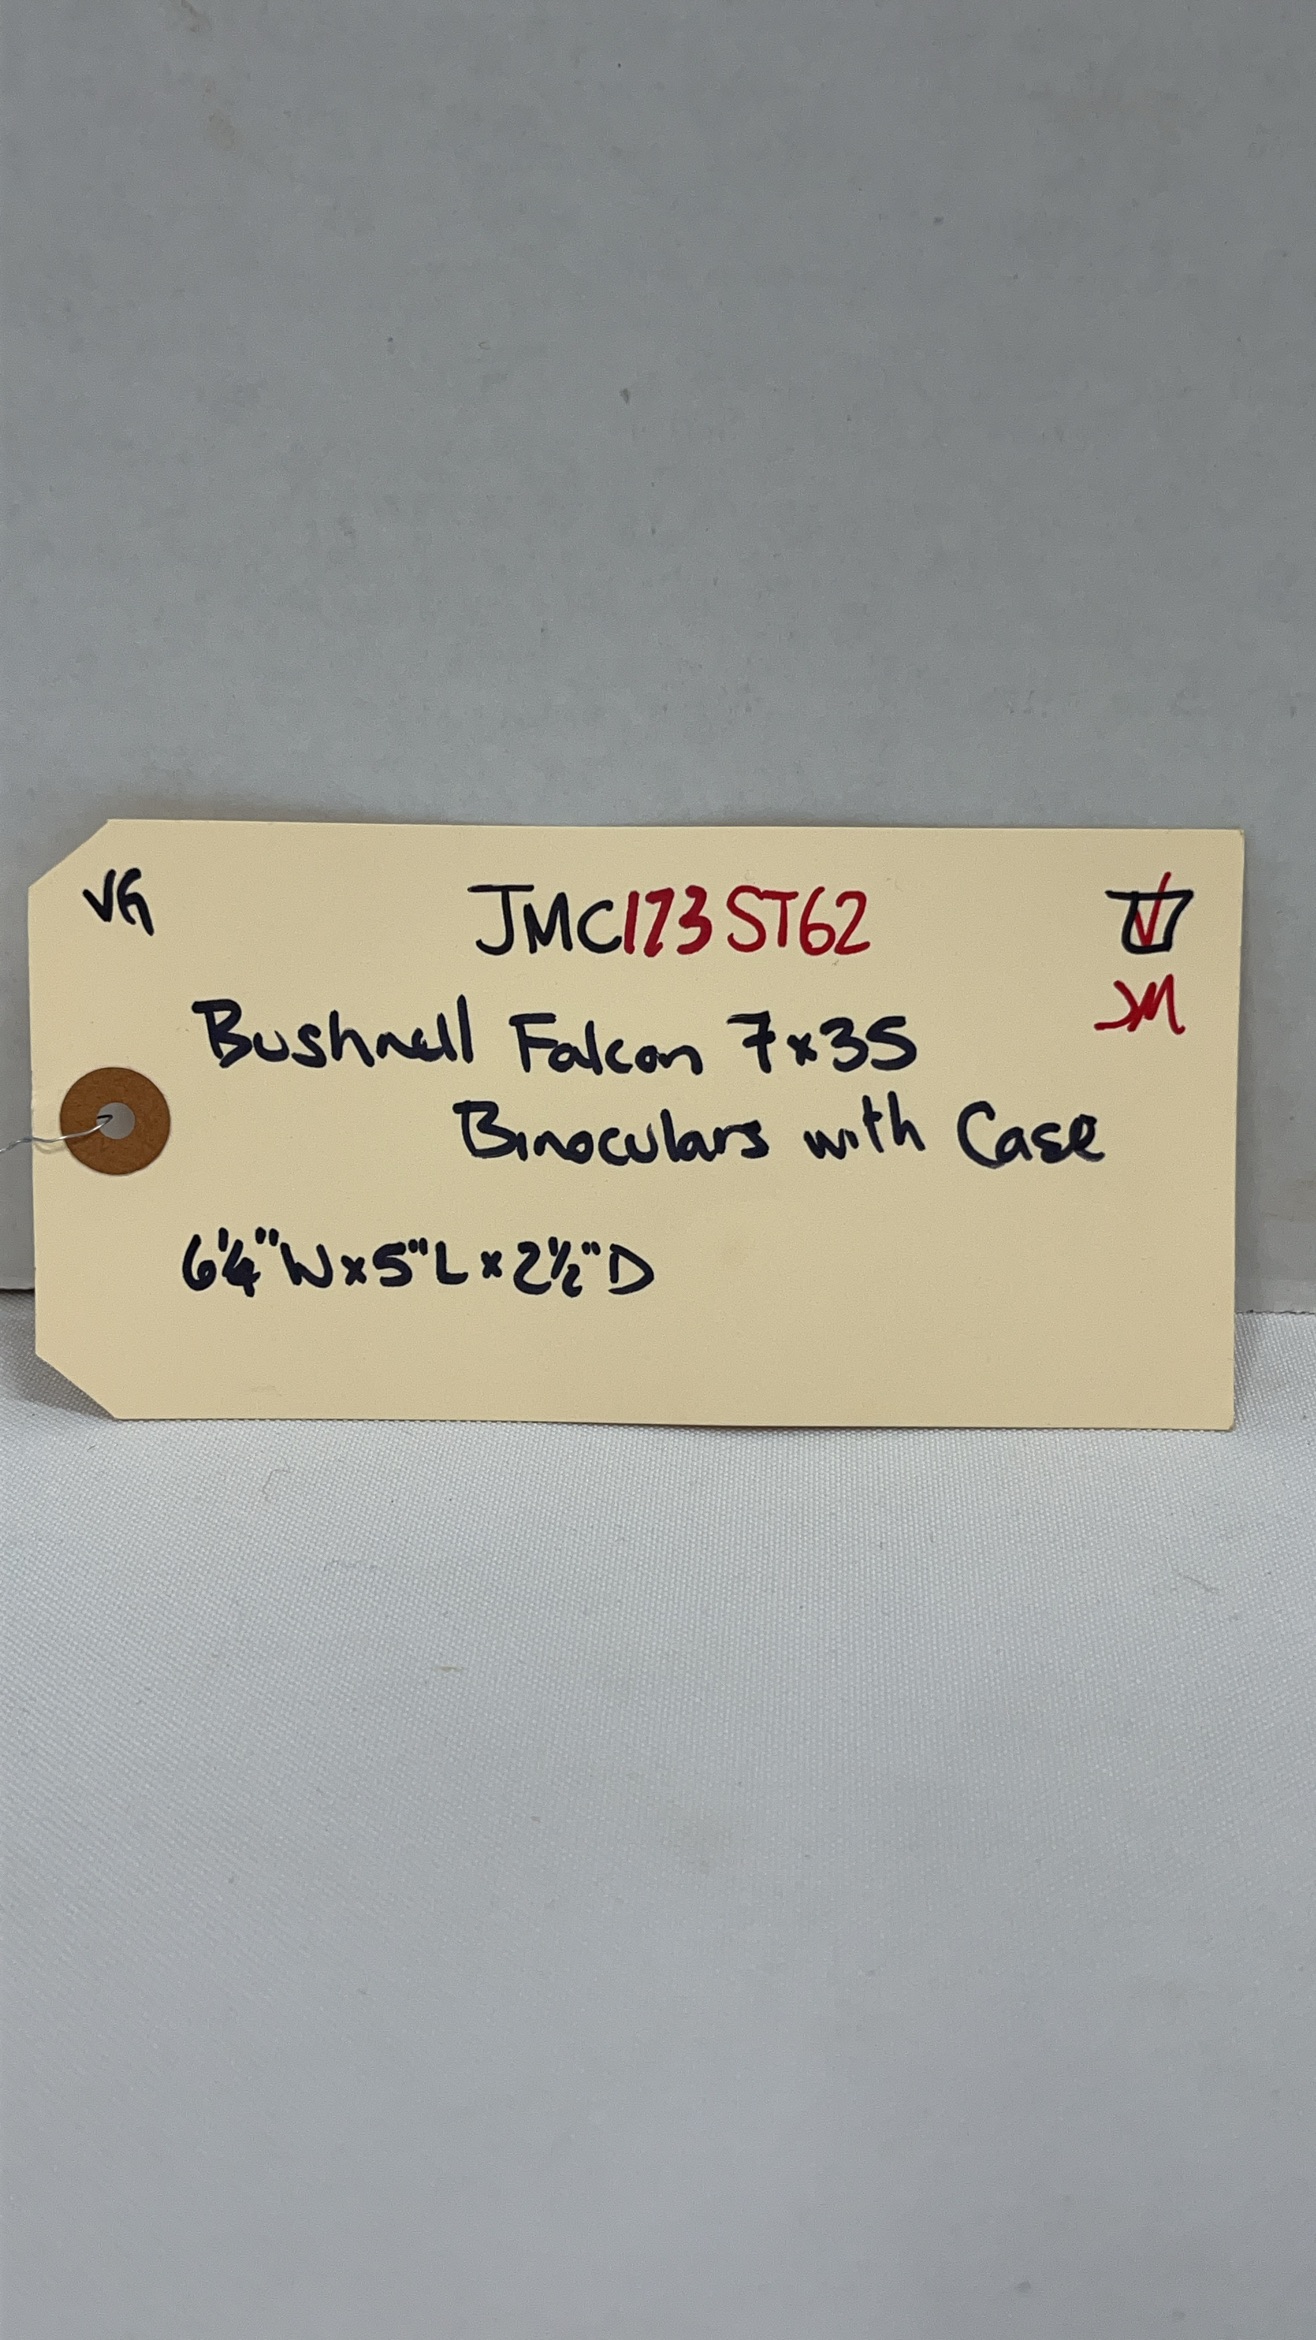 VG
JMC173ST62
JM
Bushnell Falcon 7x35
Binoculars with Case
6¼"W x 5"L x 2½"D